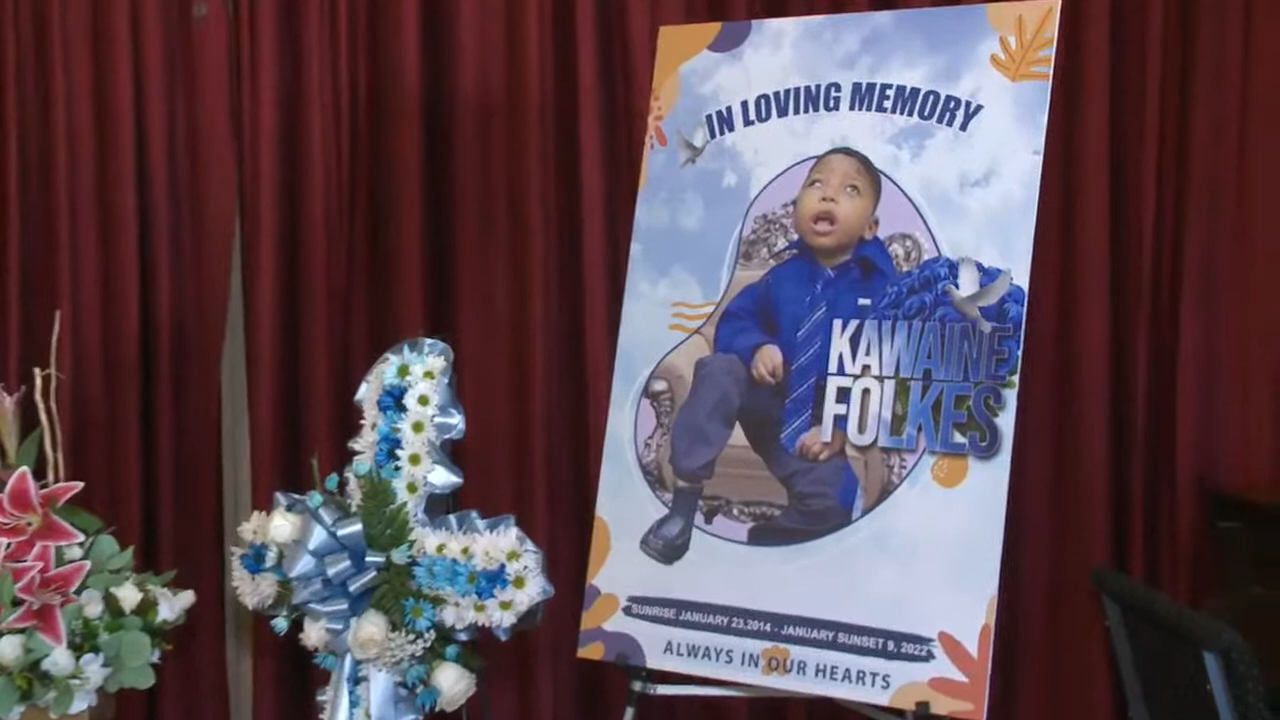 IN LOVING MEMORY
KAWAINE
FOLKES
SUNRISE JANUARY 23,2014 - JANUARY SUNSET 9, 2022
ALWAYS IN OUR HEARTS